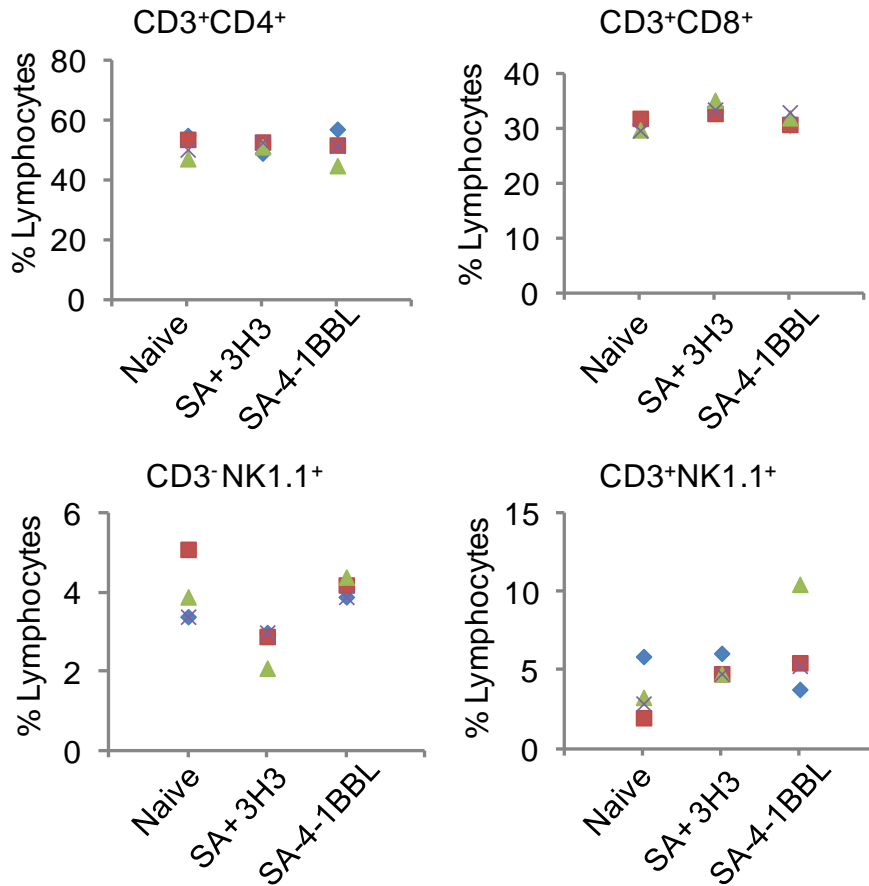 CD3⁺CD4⁺
% Lymphocytes
80
60
40
20
0
Naive
SA+3H3
SA-4-1BBL
CD3⁺CD8⁺
% Lymphocytes
40
30
20
10
0
Naive
SA+3H3
SA-4-1BBL
CD3⁻NK1.1⁺
% Lymphocytes
6
4
2
0
Naive
SA+3H3
SA-4-1BBL
CD3⁺NK1.1⁺
% Lymphocytes
15
10
5
0
Naive
SA+3H3
SA-4-1BBL